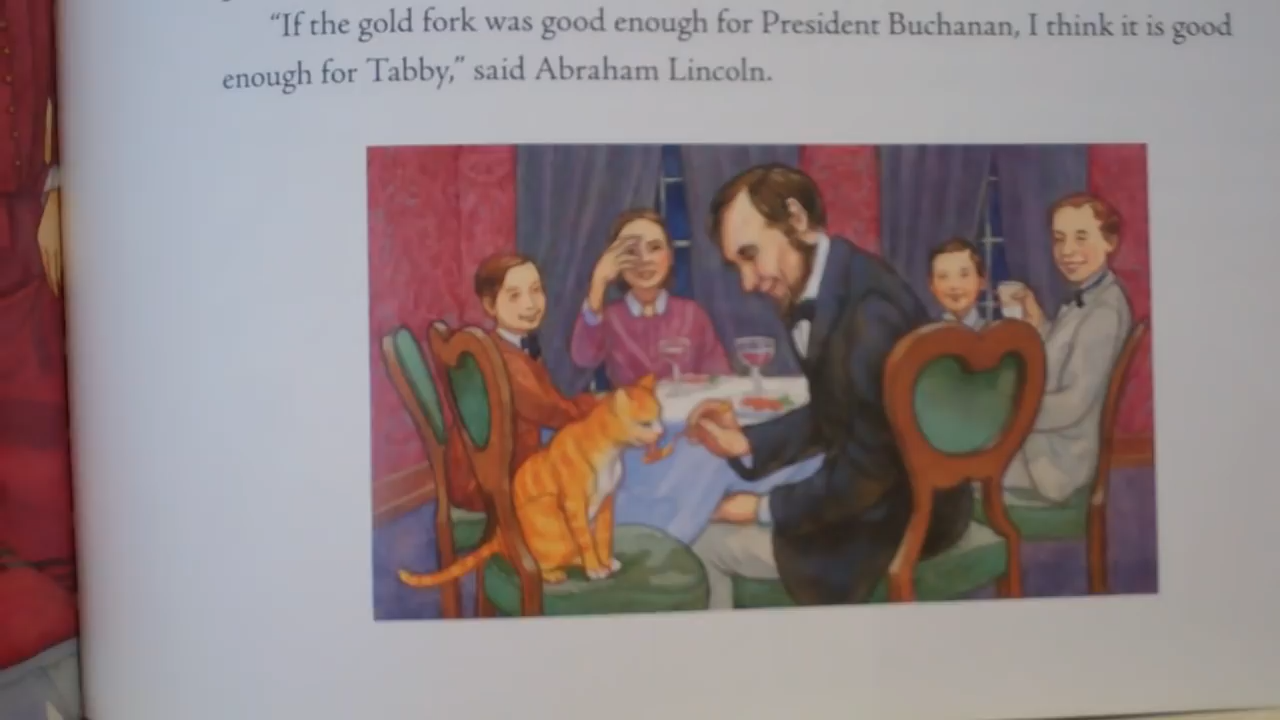 “If the gold fork was good enough for President Buchanan, I think it is good
enough for Tabby,” said Abraham Lincoln.